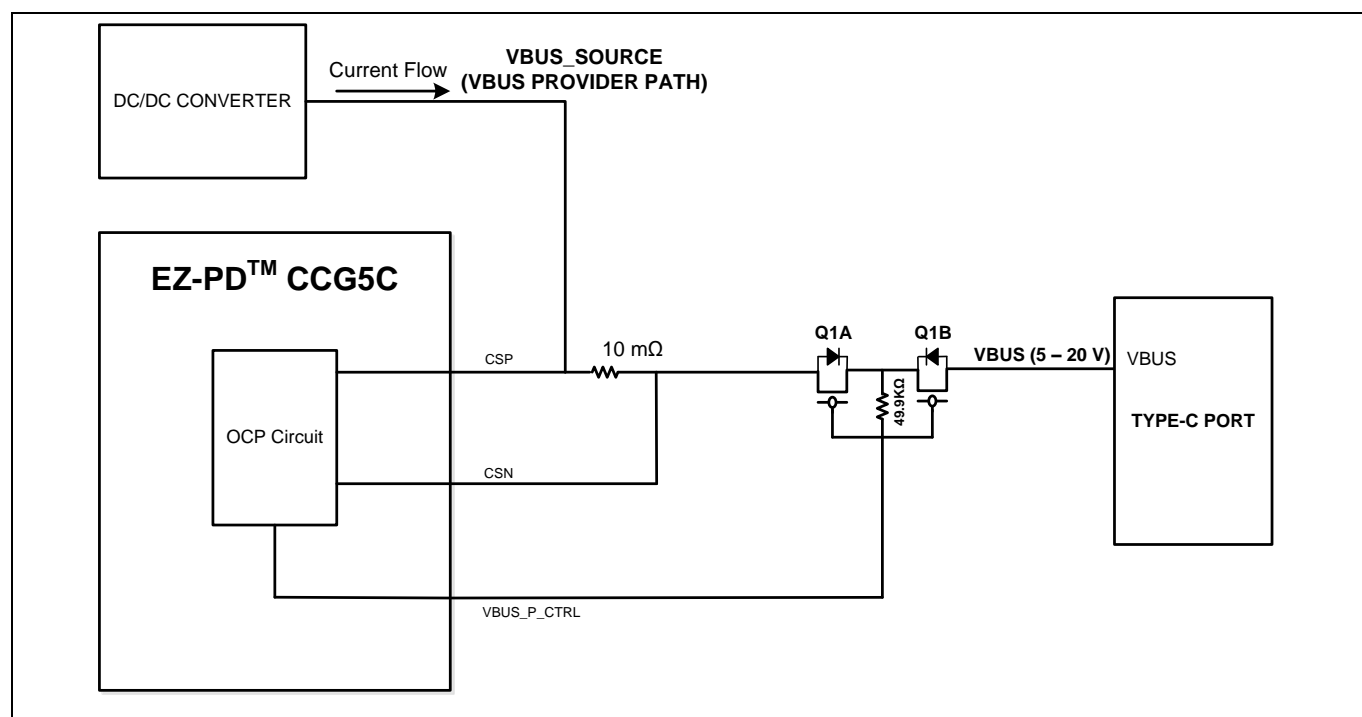 DC/DC CONVERTER
Current Flow
VBUS_SOURCE
(VBUS PROVIDER PATH)
EZ-PD™ CCG5C
OCP Circuit
CSP
10 mΩ
CSN
VBUS_P_CTRL
Q1A
Q1B
49.9KΩ
VBUS (5 – 20 V)
VBUS
TYPE-C PORT